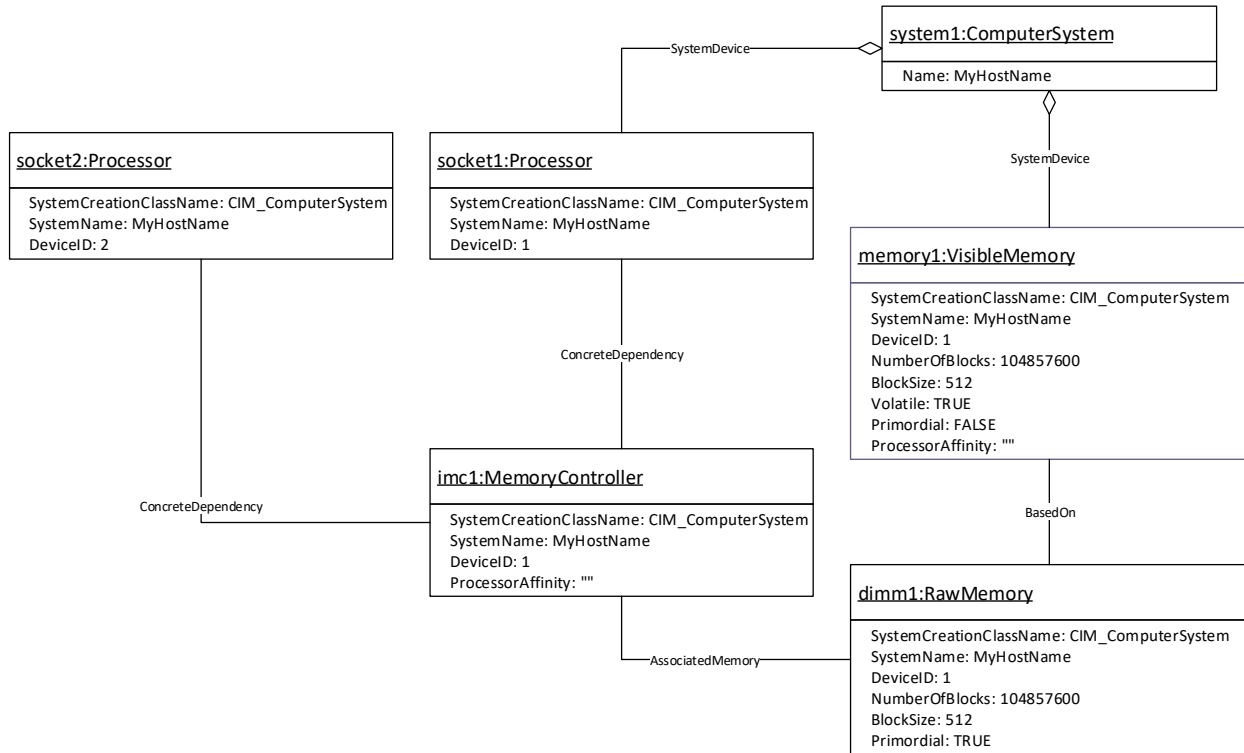 system1:ComputerSystem
Name: MyHostName
SystemDevice
SystemDevice
socket2:Processor
SystemCreationClassName: CIM_ComputerSystem
SystemName: MyHostName
DeviceID: 2
socket1:Processor
SystemCreationClassName: CIM_ComputerSystem
SystemName: MyHostName
DeviceID: 1
memory1:VisibleMemory
SystemCreationClassName: CIM_ComputerSystem
SystemName: MyHostName
DeviceID: 1
NumberOfBlocks: 104857600
BlockSize: 512
Volatile: TRUE
Primordial: FALSE
ProcessorAffinity: ""
ConcreteDependency
ConcreteDependency
imc1:MemoryController
SystemCreationClassName: CIM_ComputerSystem
SystemName: MyHostName
DeviceID: 1
ProcessorAffinity: ""
BasedOn
AssociatedMemory
dimm1:RawMemory
SystemCreationClassName: CIM_ComputerSystem
SystemName: MyHostName
DeviceID: 1
NumberOfBlocks: 104857600
BlockSize: 512
Primordial: TRUE